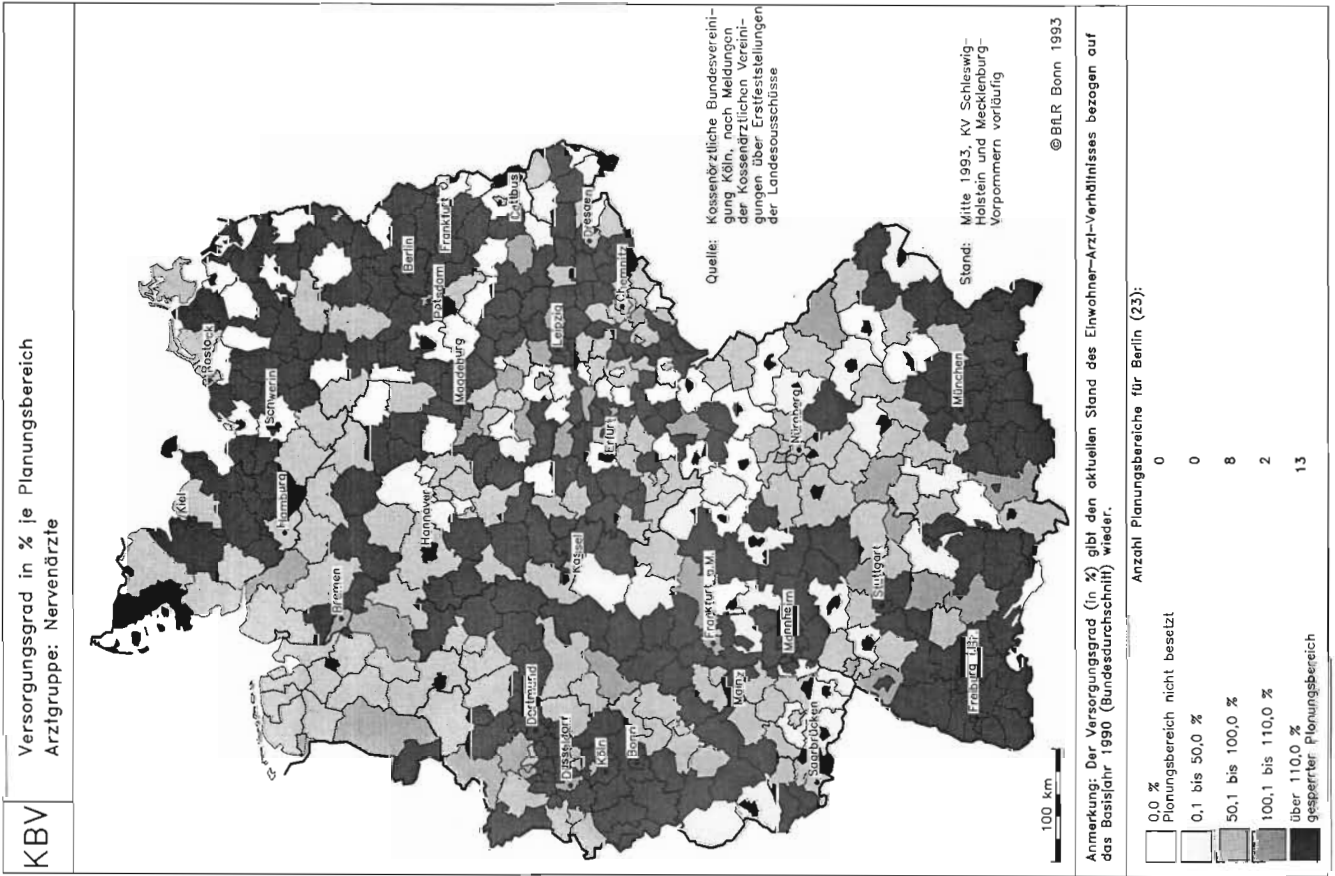 KBV
Versorgungsgrad in % je Planungsbereich
Arztgruppe: Nervenärzte
Kiel
Hamburg
Schwerin
Rostock
Bremen
Hannover
Magdeburg
Potsdam
Berlin
Frankfurt O.
Cottbus
Dortmund
Düsseldorf
Köln
Bonn
Kassel
Erfurt
Leipzig
Dresden
Chemnitz
Frankfurt a.M.
Mainz
Mannheim
Saarbrücken
Nürnberg
Stuttgart
Freiburg i.Br.
München
Quelle: Kassenärztliche Bundesvereini-
gung Köln, nach Meldungen
der Kassenärztlichen Vereini-
gungen über Erstfeststellungen
der Landesausschüsse
Stand: Mitte 1993, KV Schleswig-
Holstein und Mecklenburg-
Vorpommern vorläufig
© BfLR Bonn 1993
100 km
Anmerkung: Der Versorgungsgrad (in %) gibt den aktuellen Stand des Einwohner-Arzt-Verhältnisses bezogen auf
das Basisjahr 1990 (Bundesdurchschnitt) wieder.
Anzahl Planungsbereiche für Berlin (23):
0,0 % 0
Planungsbereich nicht besetzt
0,1 bis 50,0 % 0
50,1 bis 100,0 % 8
100,1 bis 110,0 % 2
über 110,0 % 13
gesperrter Planungsbereich